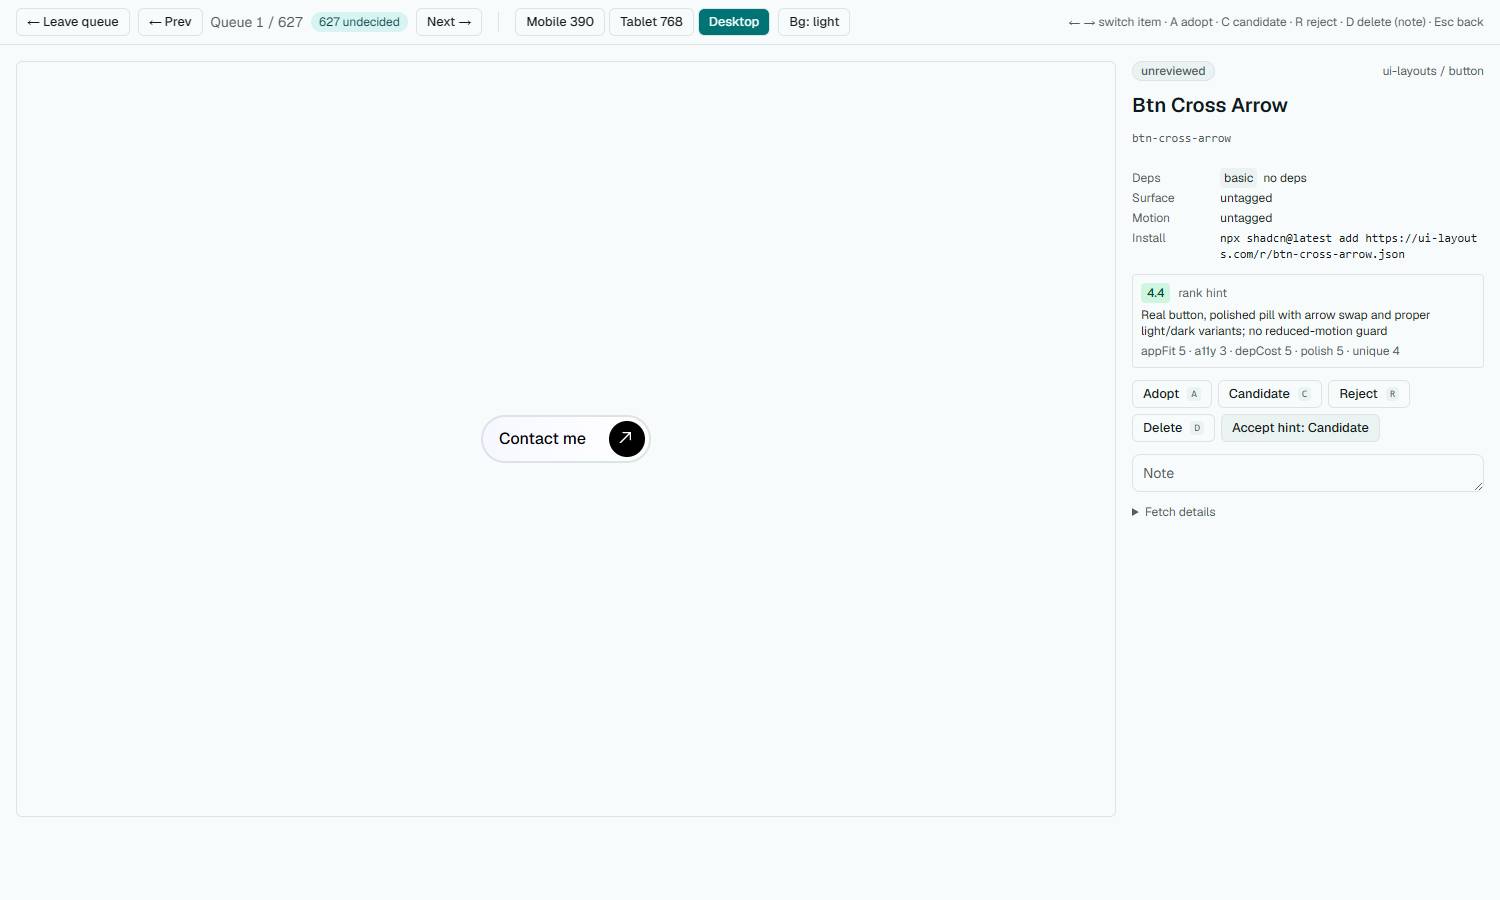 ← Leave queue
← Prev
Queue 1 / 627
627 undecided
Next →
Mobile 390
Tablet 768
Desktop
Bg: light
← → switch item · A adopt · C candidate · R reject · D delete (note) · Esc back
Contact me
unreviewed
ui-layouts / button
Btn Cross Arrow
btn-cross-arrow
Deps basic no deps
Surface untagged
Motion untagged
Install npx shadcn@latest add https://ui-layout
s.com/r/btn-cross-arrow.json
4.4 rank hint
Real button, polished pill with arrow swap and proper
light/dark variants; no reduced-motion guard
appFit 5 · a11y 3 · depCost 5 · polish 5 · unique 4
Adopt A
Candidate C
Reject R
Delete D
Accept hint: Candidate
Note
Fetch details